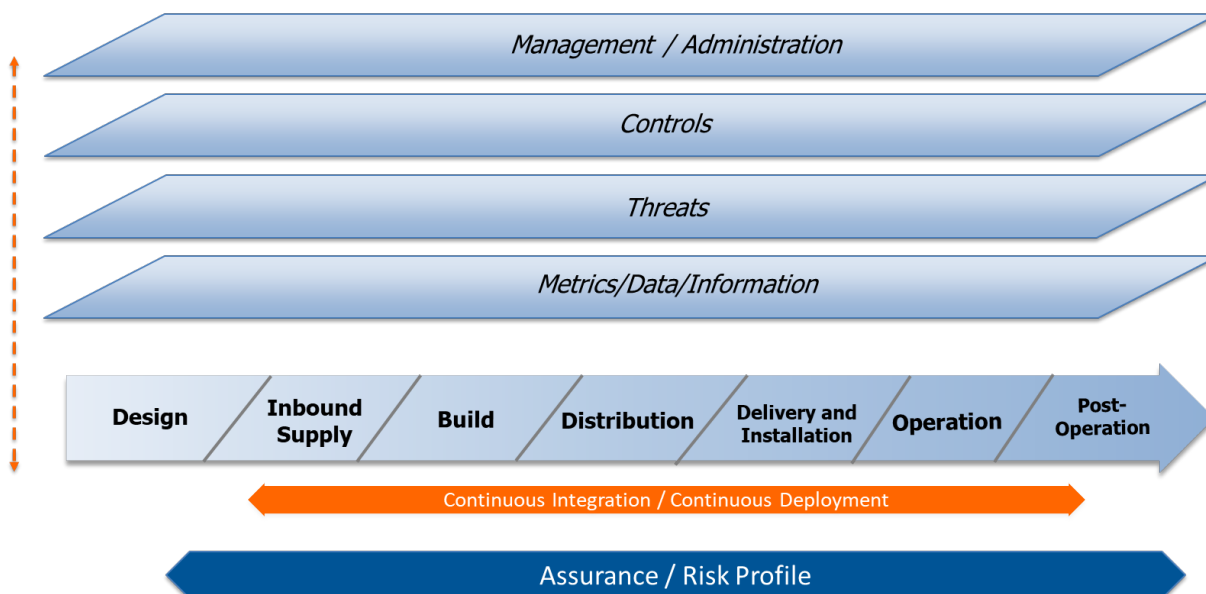 Management / Administration
Controls
Threats
Metrics/Data/Information
Design
Inbound
Supply
Build
Distribution
Delivery and
Installation
Operation
Post-
Operation
Continuous Integration / Continuous Deployment
Assurance / Risk Profile